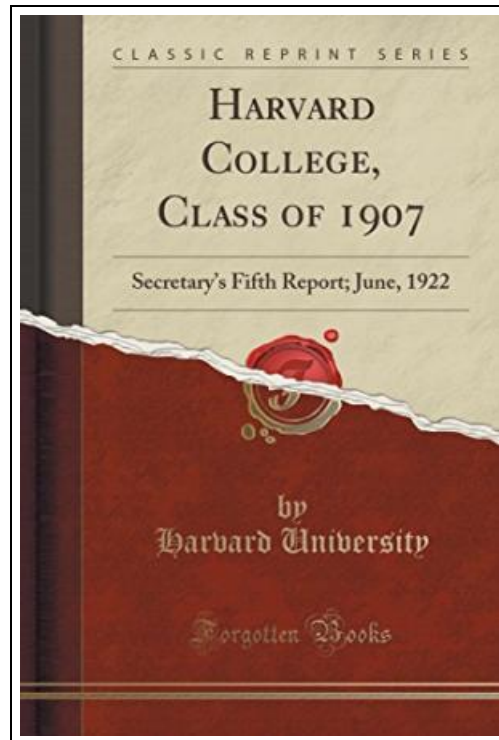 CLASSIC REPRINT SERIES
HARVARD
COLLEGE,
CLASS OF 1907
Secretary's Fifth Report; June, 1922
by
Harvard University
Forgotten Books